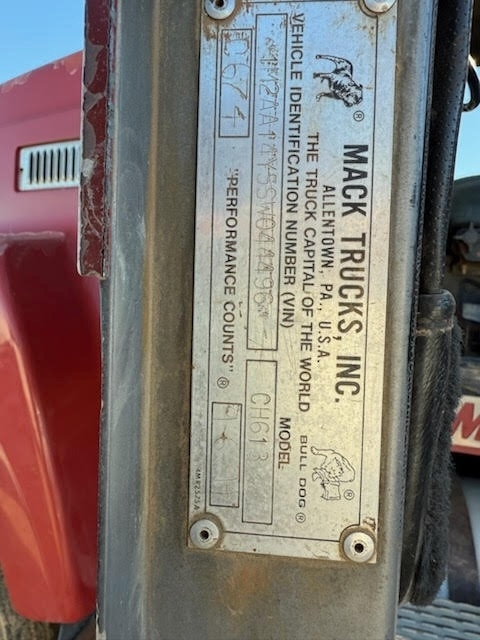 MACK TRUCKS, INC.
ALLENTOWN, PA., U.S.A.
THE TRUCK CAPITAL OF THE WORLD
BULL DOG ®
®
VEHICLE IDENTIFICATION NUMBER (VIN)
MODEL
CH613
"PERFORMANCE COUNTS" ®
4MR2525A
M